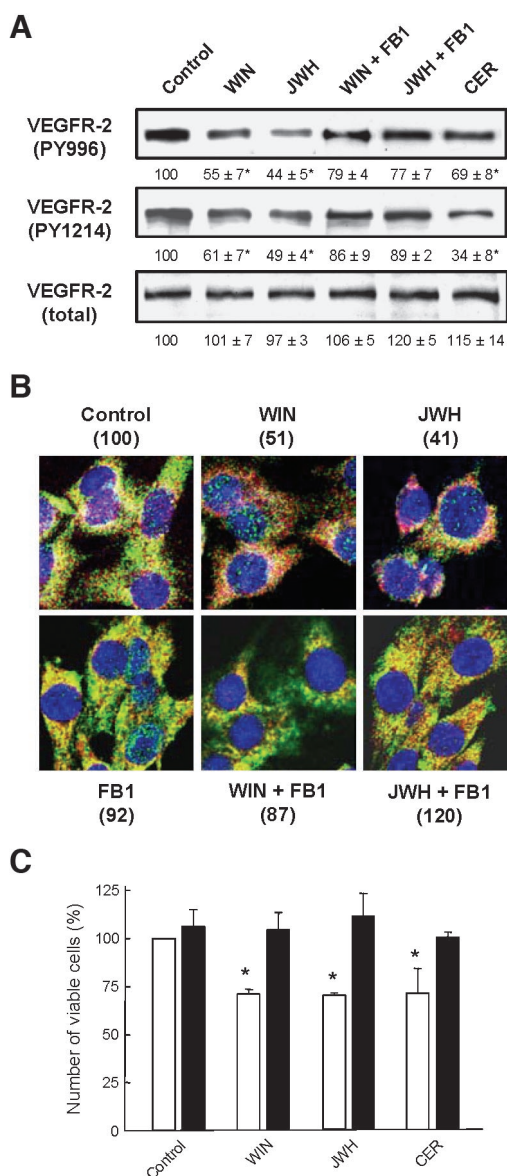 A
Control WIN JWH WIN + FB1 JWH + FB1 CER
VEGFR-2
(PY996)
100 55 ± 7* 44 ± 5* 79 ± 4 77 ± 7 69 ± 8*
VEGFR-2
(PY1214)
100 61 ± 7* 49 ± 4* 86 ± 9 89 ± 2 34 ± 8*
VEGFR-2
(total)
100 101 ± 7 97 ± 3 106 ± 5 120 ± 5 115 ± 14
B
Control WIN JWH
(100) (51) (41)
FB1 WIN + FB1 JWH + FB1
(92) (87) (120)
C
Number of viable cells (%)
125
100
75
50
25
0
* * *
Control WIN JWH CER